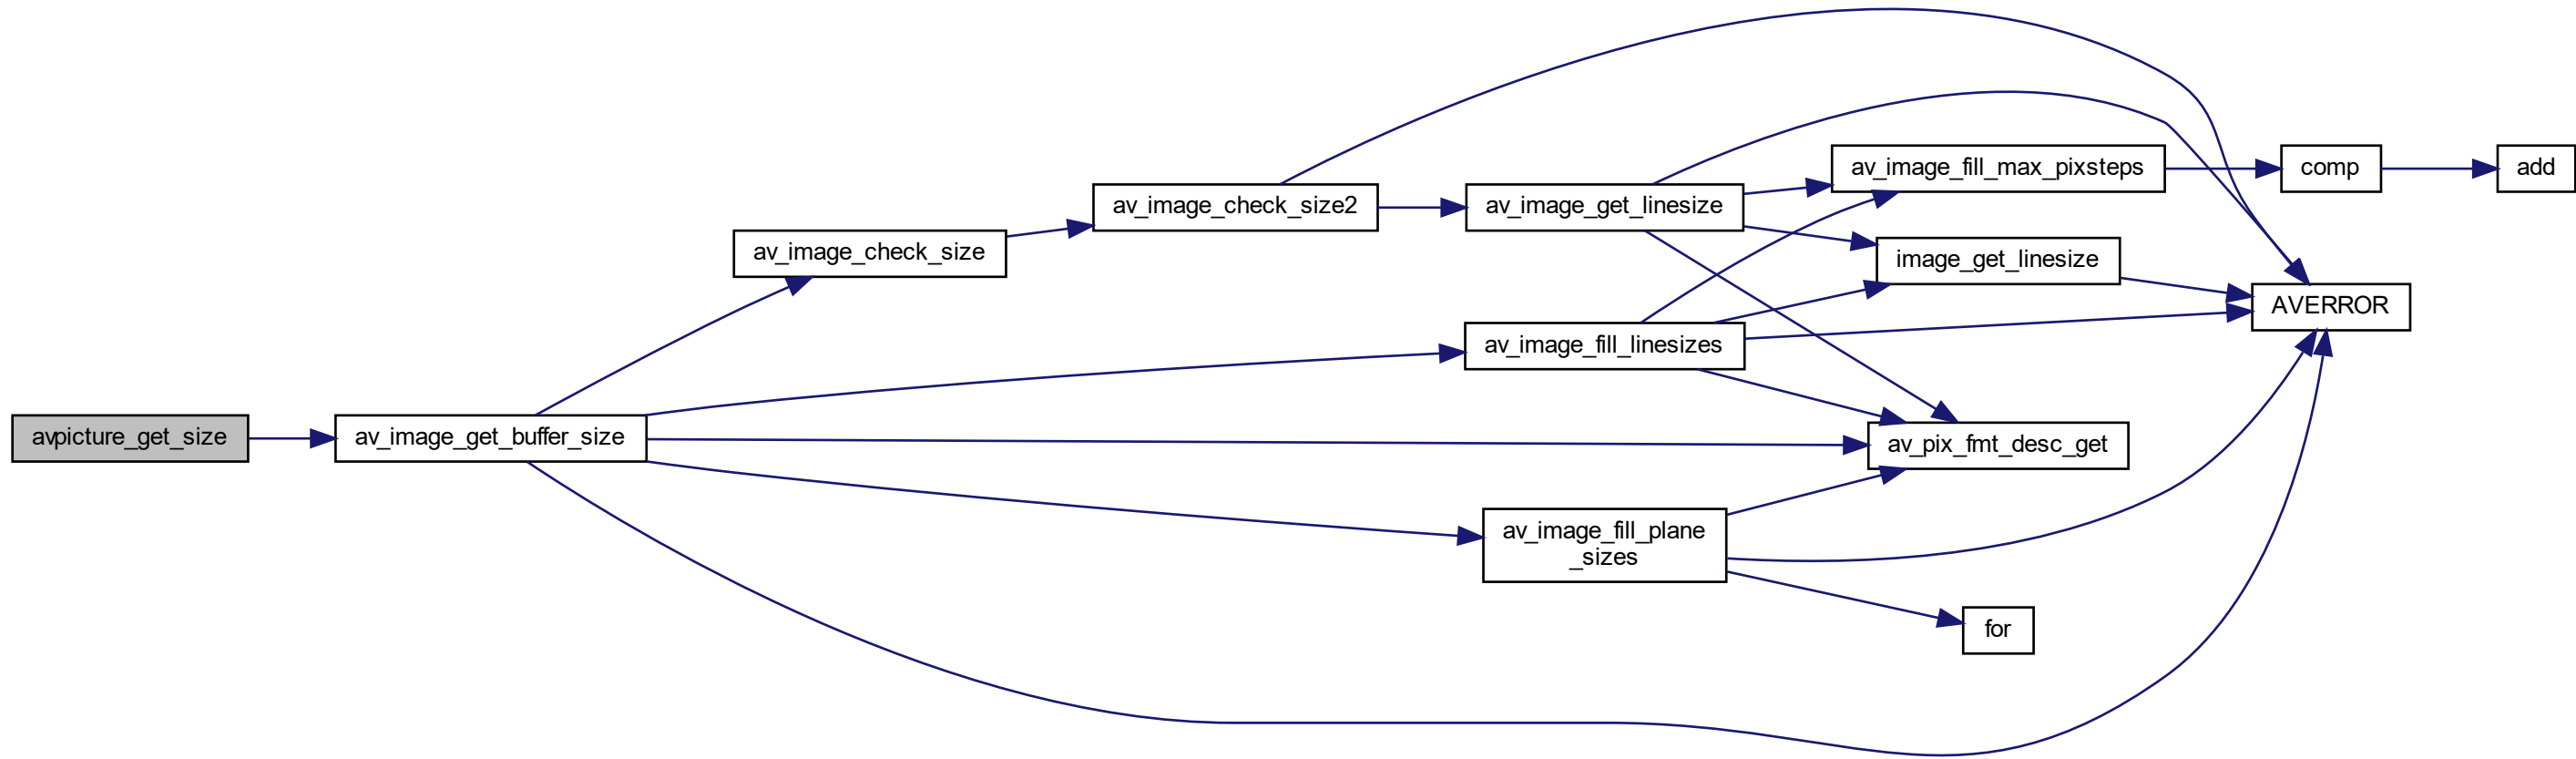 avpicture_get_size
av_image_get_buffer_size
av_image_check_size
av_image_check_size2
av_image_get_linesize
av_image_fill_max_pixsteps
comp
add
image_get_linesize
AVERROR
av_image_fill_linesizes
av_pix_fmt_desc_get
av_image_fill_plane
_sizes
for